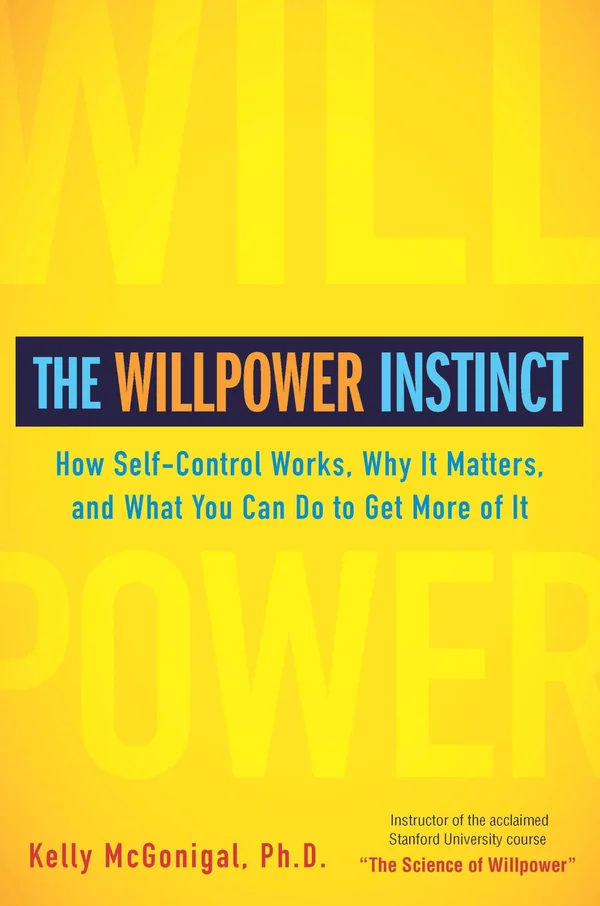 WILL
THE WILLPOWER INSTINCT
How Self-Control Works, Why It Matters,
and What You Can Do to Get More of It
POWER
Instructor of the acclaimed
Stanford University course
"The Science of Willpower"
Kelly McGonigal, Ph.D.